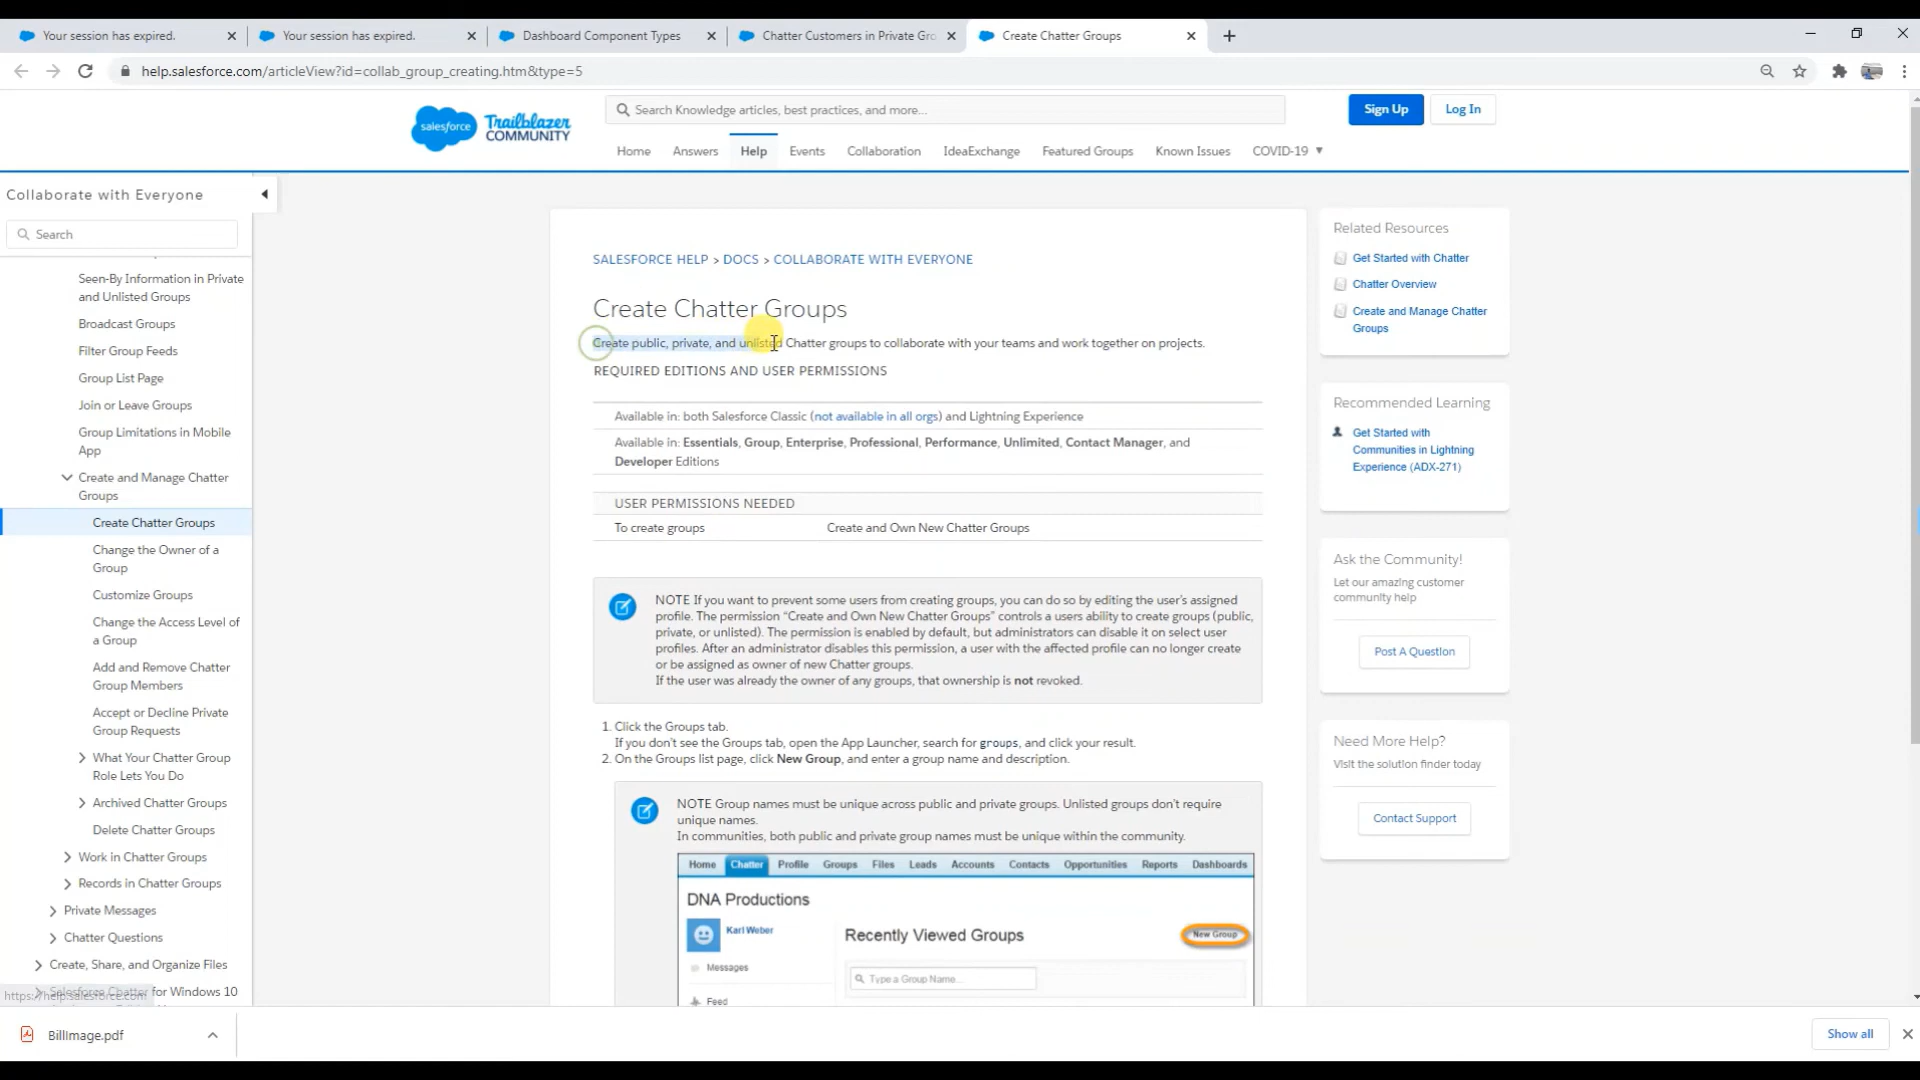 Your session has expired.
Your session has expired.
Dashboard Component Types
Chatter Customers in Private Gro
Create Chatter Groups
help.salesforce.com/articleView?id=collab_group_creating.htm&type=5
salesforce
Trailblazer
COMMUNITY
Search Knowledge articles, best practices, and more...
Sign Up
Log In
Home
Answers
Help
Events
Collaboration
IdeaExchange
Featured Groups
Known Issues
COVID-19
Collaborate with Everyone
Search
Seen-By Information in Private
and Unlisted Groups
Broadcast Groups
Filter Group Feeds
Group List Page
Join or Leave Groups
Group Limitations in Mobile
App
Create and Manage Chatter
Groups
Create Chatter Groups
Change the Owner of a
Group
Customize Groups
Change the Access Level of
a Group
Add and Remove Chatter
Group Members
Accept or Decline Private
Group Requests
What Your Chatter Group
Role Lets You Do
Archived Chatter Groups
Delete Chatter Groups
Work in Chatter Groups
Records in Chatter Groups
Private Messages
Chatter Questions
Create, Share, and Organize Files
Salesforce Chatter for Windows 10
https://help.salesforce.com
SALESFORCE HELP > DOCS > COLLABORATE WITH EVERYONE
Create Chatter Groups
Create public, private, and unlisted Chatter groups to collaborate with your teams and work together on projects.
REQUIRED EDITIONS AND USER PERMISSIONS
Available in: both Salesforce Classic (not available in all orgs) and Lightning Experience
Available in: Essentials, Group, Enterprise, Professional, Performance, Unlimited, Contact Manager, and
Developer Editions
USER PERMISSIONS NEEDED
To create groups
Create and Own New Chatter Groups
NOTE If you want to prevent some users from creating groups, you can do so by editing the user's assigned
profile. The permission “Create and Own New Chatter Groups” controls a users ability to create groups (public,
private, or unlisted). The permission is enabled by default, but administrators can disable it on select user
profiles. After an administrator disables this permission, a user with the affected profile can no longer create
or be assigned as owner of new Chatter groups.
If the user was already the owner of any groups, that ownership is not revoked.
1. Click the Groups tab.
If you don't see the Groups tab, open the App Launcher, search for groups, and click your result.
2. On the Groups list page, click New Group, and enter a group name and description.
NOTE Group names must be unique across public and private groups. Unlisted groups don't require
unique names.
In communities, both public and private group names must be unique within the community.
Home
Chatter
Profile
Groups
Files
Leads
Accounts
Contacts
Opportunities
Reports
Dashboards
DNA Productions
Karl Weber
Messages
Feed
Recently Viewed Groups
New Group
Type a Group Name...
Related Resources
Get Started with Chatter
Chatter Overview
Create and Manage Chatter
Groups
Recommended Learning
Get Started with
Communities in Lightning
Experience (ADX-271)
Ask the Community!
Let our amazing customer
community help
Post A Question
Need More Help?
Visit the solution finder today
Contact Support
BillImage.pdf
Show all